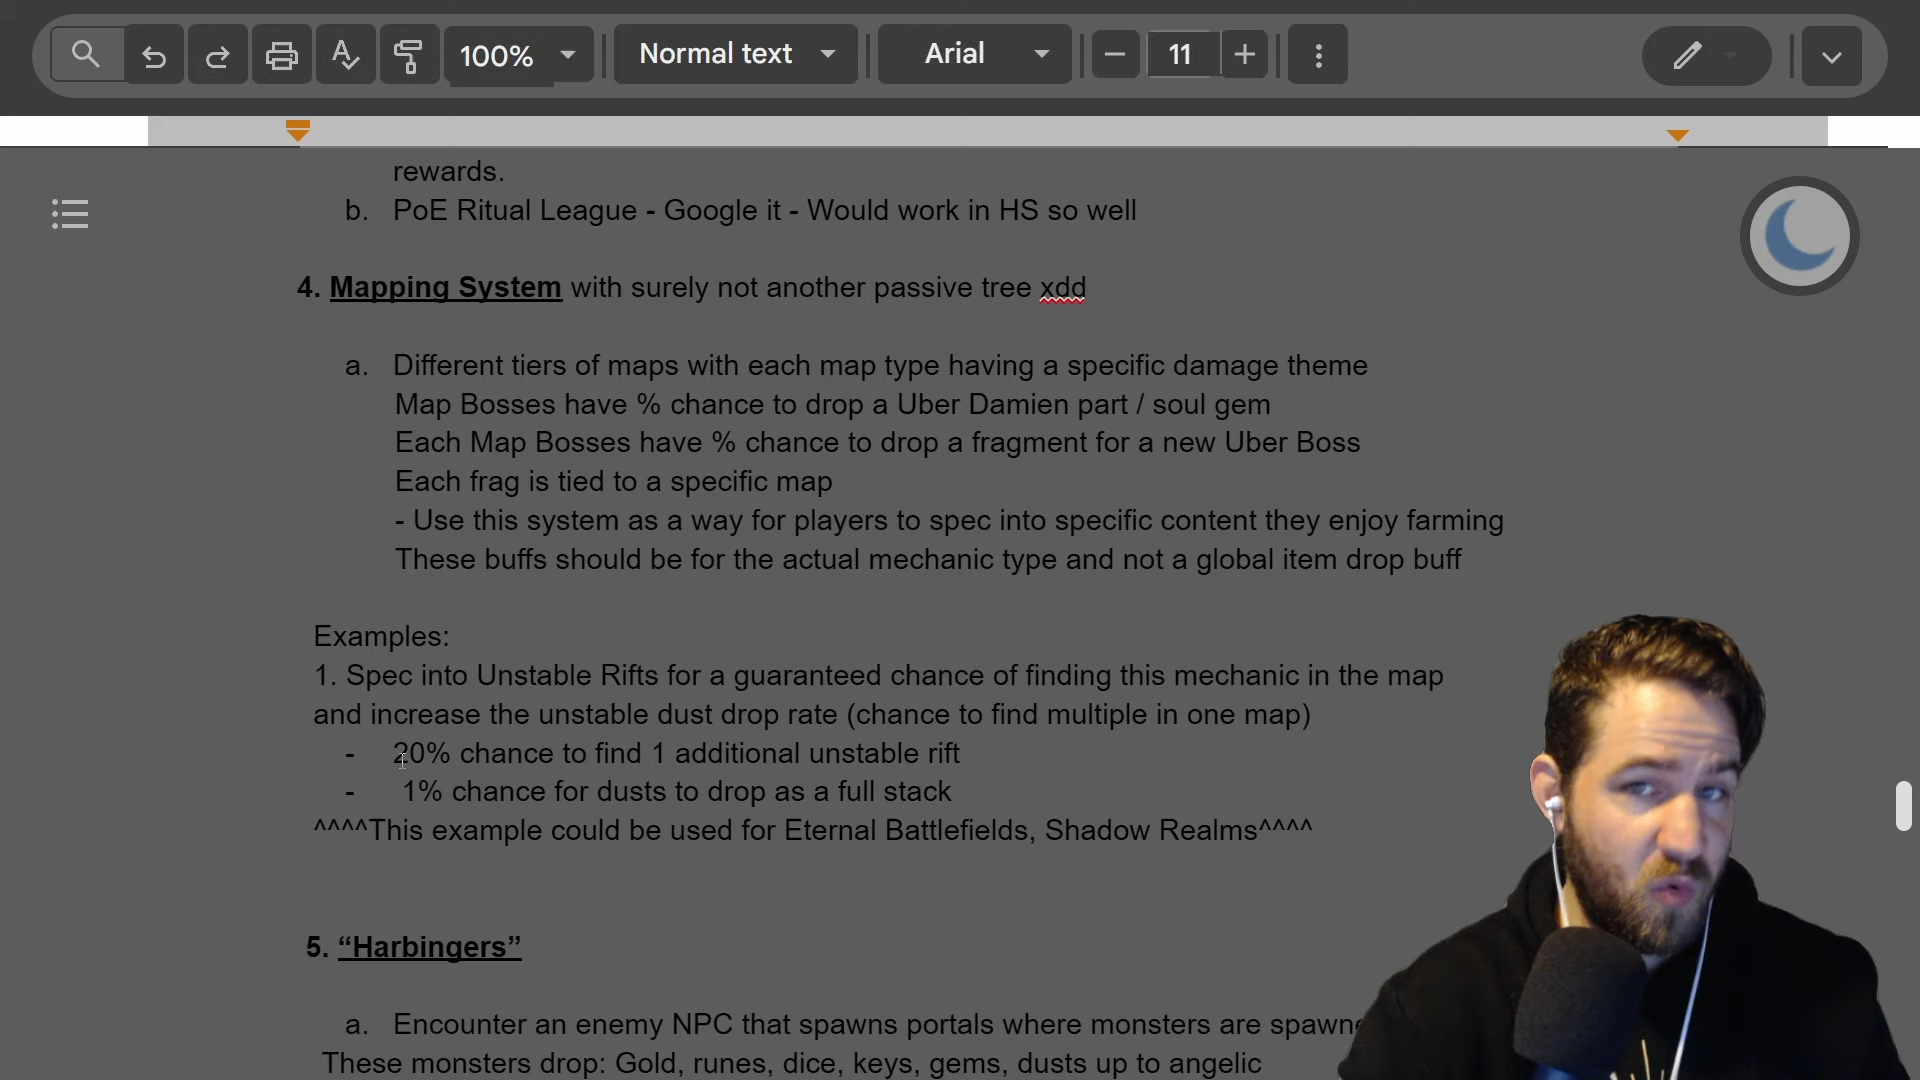 100%
Normal text
Arial
11
rewards.
b. PoE Ritual League - Google it - Would work in HS so well
4. Mapping System with surely not another passive tree xdd
a. Different tiers of maps with each map type having a specific damage theme
Map Bosses have % chance to drop a Uber Damien part / soul gem
Each Map Bosses have % chance to drop a fragment for a new Uber Boss
Each frag is tied to a specific map
- Use this system as a way for players to spec into specific content they enjoy farming
These buffs should be for the actual mechanic type and not a global item drop buff
Examples:
1. Spec into Unstable Rifts for a guaranteed chance of finding this mechanic in the map
and increase the unstable dust drop rate (chance to find multiple in one map)
- 20% chance to find 1 additional unstable rift
- 1% chance for dusts to drop as a full stack
^^^^This example could be used for Eternal Battlefields, Shadow Realms^^^^
5. “Harbingers”
a. Encounter an enemy NPC that spawns portals where monsters are
These monsters drop: Gold, runes, dice, keys, gems, dusts up to angelic